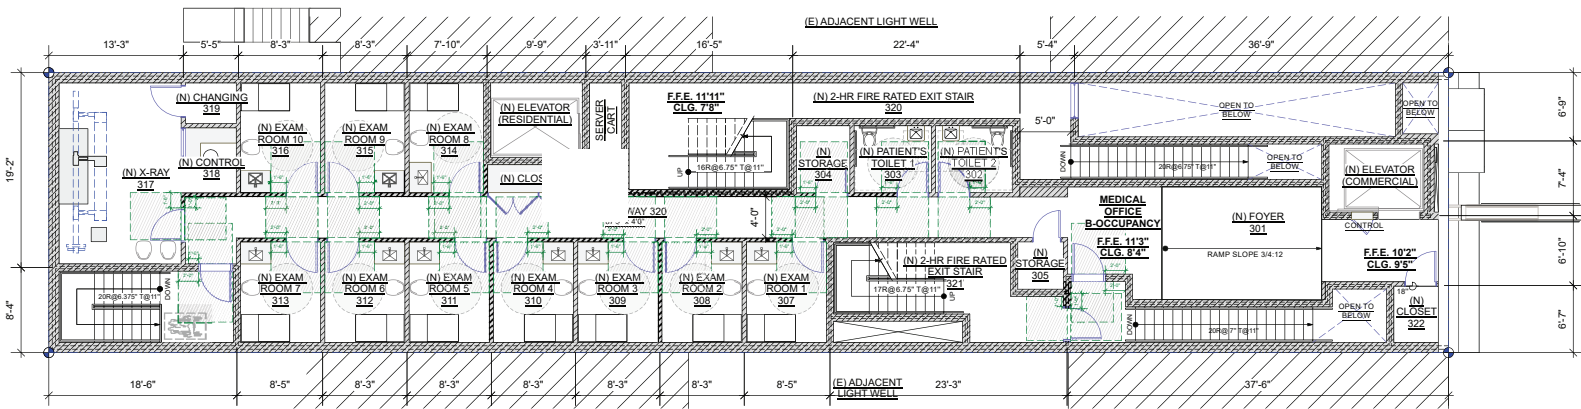 (E) ADJACENT LIGHT WELL
13'-3"
5'-5"
8'-3"
8'-3"
7'-10"
9'-9"
3'-11"
16'-5"
22'-4"
5'-4"
36'-9"
(N) CHANGING
319
(N) EXAM
ROOM 10
316
(N) EXAM
ROOM 9
315
(N) EXAM
ROOM 8
314
(N) ELEVATOR
(RESIDENTIAL)
SERVER
CART
F.F.E. 11'11"
CLG. 7'8"
(N) 2-HR FIRE RATED EXIT STAIR
320
5'-0"
OPEN TO
BELOW
OPEN TO
BELOW
6'-9"
19'-2"
(N) CONTROL
318
(N) X-RAY
317
(N) CLOS
16R@6.75" T@11"
UP
(N)
STORAGE
304
(N) PATIENT'S
TOILET 1
303
(N) PATIENT'S
TOILET 2
302
DOWN
20R@6.75" T@11"
OPEN TO
BELOW
(N) ELEVATOR
(COMMERCIAL)
7'-4"
WAY 320
4'-0"
4'-0"
MEDICAL
OFFICE
B-OCCUPANCY
F.F.E. 11'3"
CLG. 8'4"
(N) FOYER
301
RAMP SLOPE 3/4:12
CONTROL
F.F.E. 10'2"
CLG. 9'5"
6'-10"
8'-4"
20R@6.375" T@11"
DOWN
(N) EXAM
ROOM 7
313
(N) EXAM
ROOM 6
312
(N) EXAM
ROOM 5
311
(N) EXAM
ROOM 4
310
(N) EXAM
ROOM 3
309
(N) EXAM
ROOM 2
308
(N) EXAM
ROOM 1
307
(N) 2-HR FIRE RATED
EXIT STAIR
321
17R@6.75" T@11"
UP
(N)
STORAGE
305
DOWN
20R@ 7" T@11"
OPEN TO
BELOW
18"
(N)
CLOSET
322
6'-7"
18'-6"
8'-5"
8'-3"
8'-3"
8'-3"
8'-3"
8'-3"
8'-5"
(E) ADJACENT
LIGHT WELL
23'-3"
37'-6"